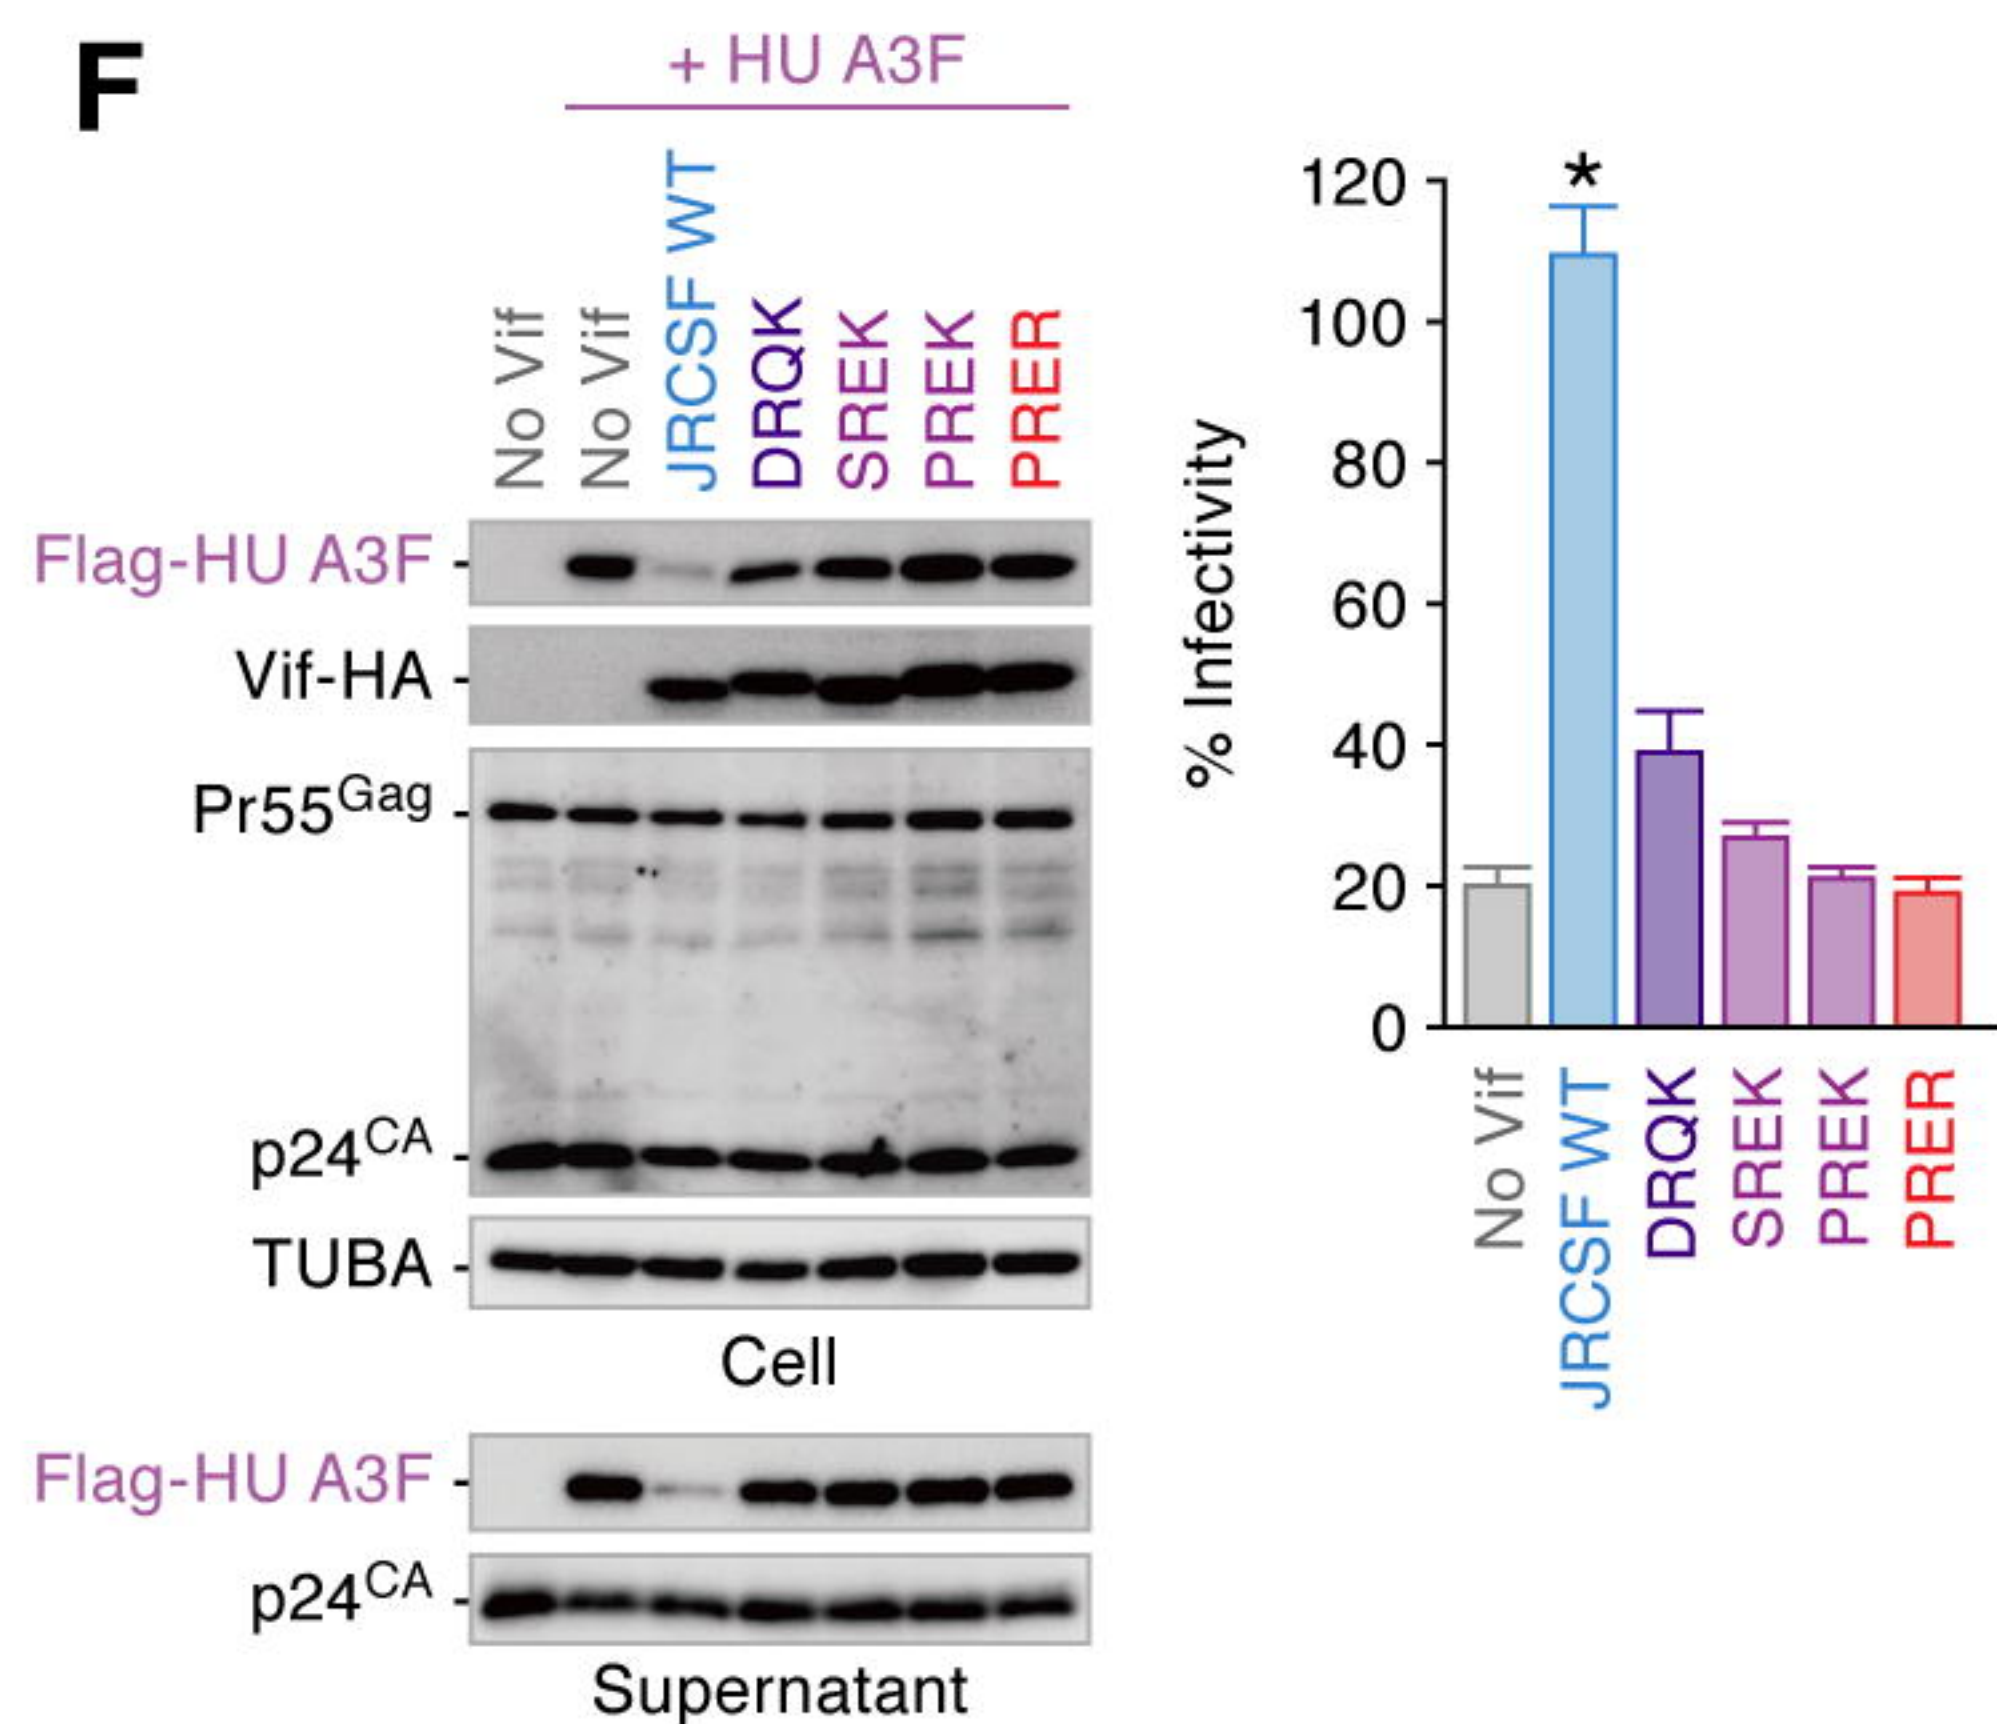 F
+ HU A3F
No Vif
No Vif
JRCSF WT
DRQK
SREK
PREK
PRER
Flag-HU A3F -
Vif-HA -
Pr55Gag -
p24CA -
TUBA -
Cell
Flag-HU A3F -
p24CA -
Supernatant
% Infectivity
120
100
80
60
40
20
0
*
No Vif
JRCSF WT
DRQK
SREK
PREK
PRER